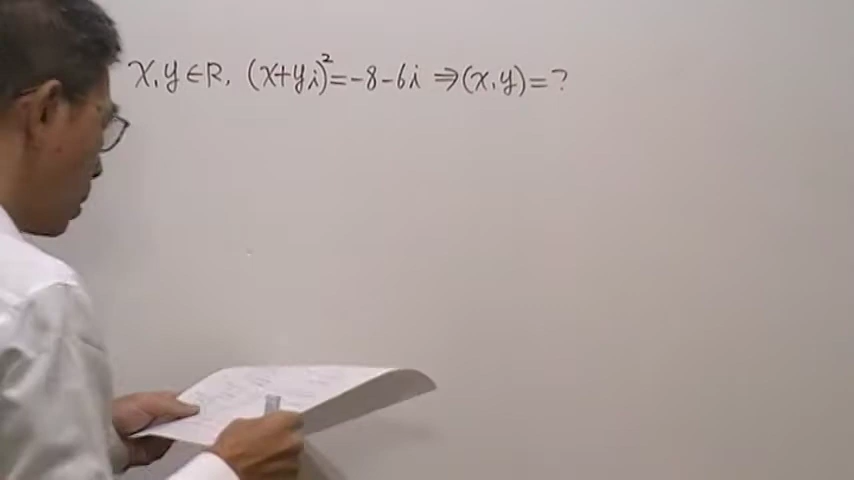 x,y∈R, (x+yi)²=-8-6i ⇒(x,y)=?